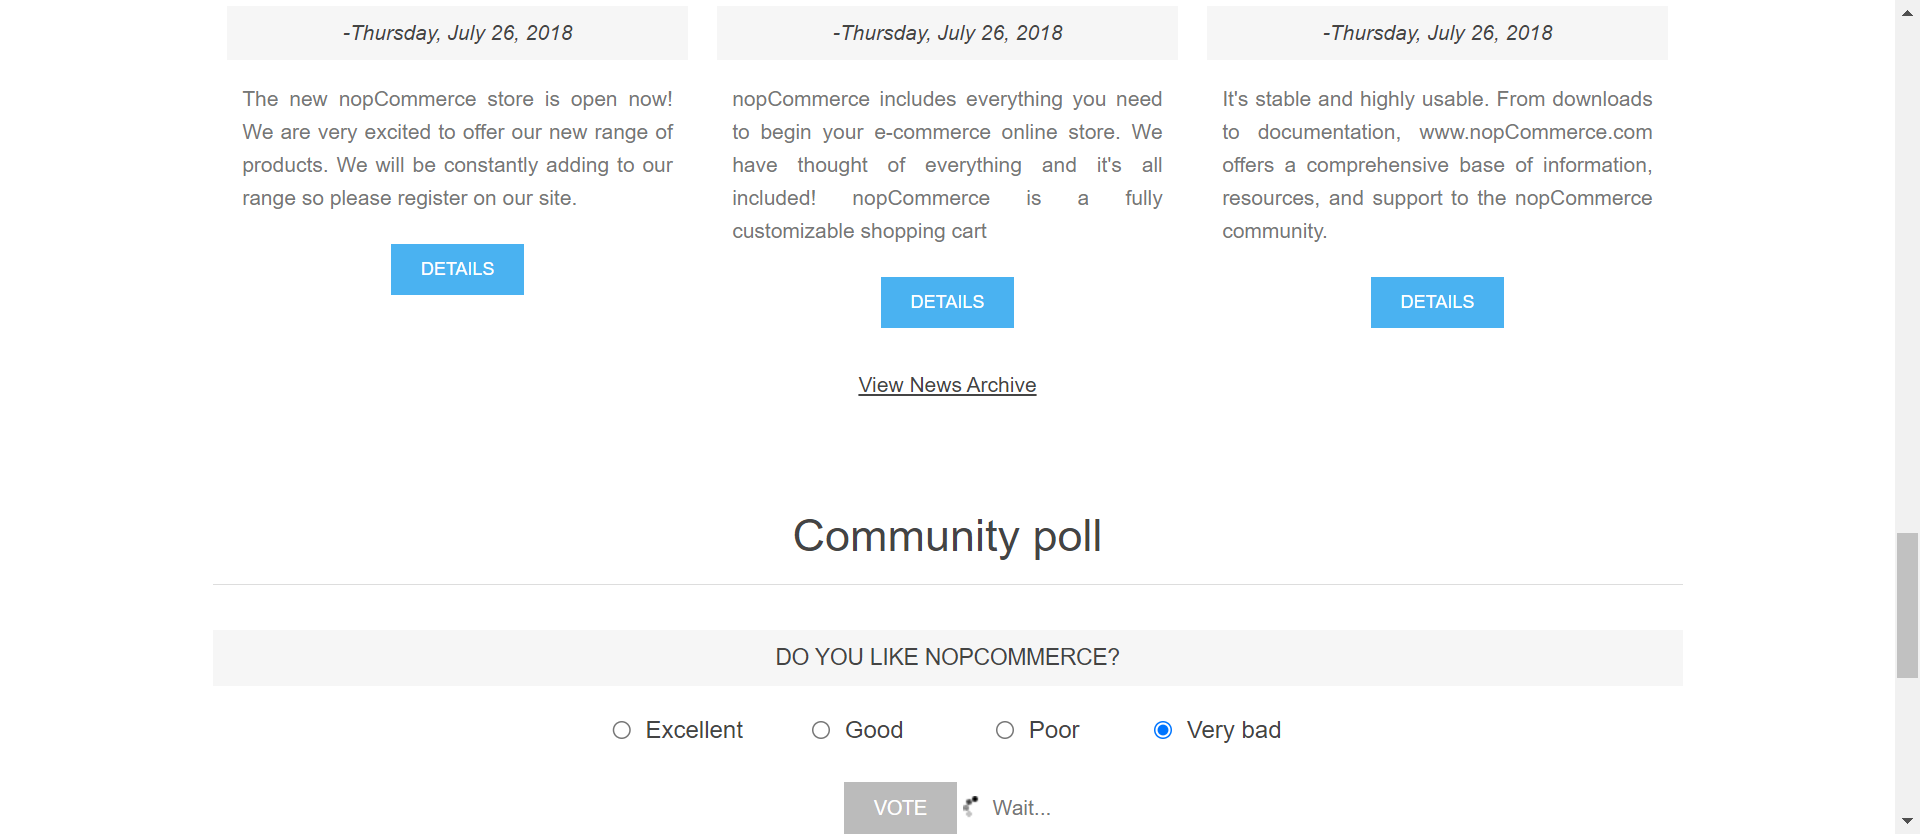 -Thursday, July 26, 2018
The new nopCommerce store is open now!
We are very excited to offer our new range of
products. We will be constantly adding to our
range so please register on our site.
DETAILS
-Thursday, July 26, 2018
nopCommerce includes everything you need
to begin your e-commerce online store. We
have thought of everything and it's all
included! nopCommerce is a fully
customizable shopping cart
DETAILS
-Thursday, July 26, 2018
It's stable and highly usable. From downloads
to documentation, www.nopCommerce.com
offers a comprehensive base of information,
resources, and support to the nopCommerce
community.
DETAILS
View News Archive
Community poll
DO YOU LIKE NOPCOMMERCE?
Excellent Good Poor Very bad
VOTE Wait...